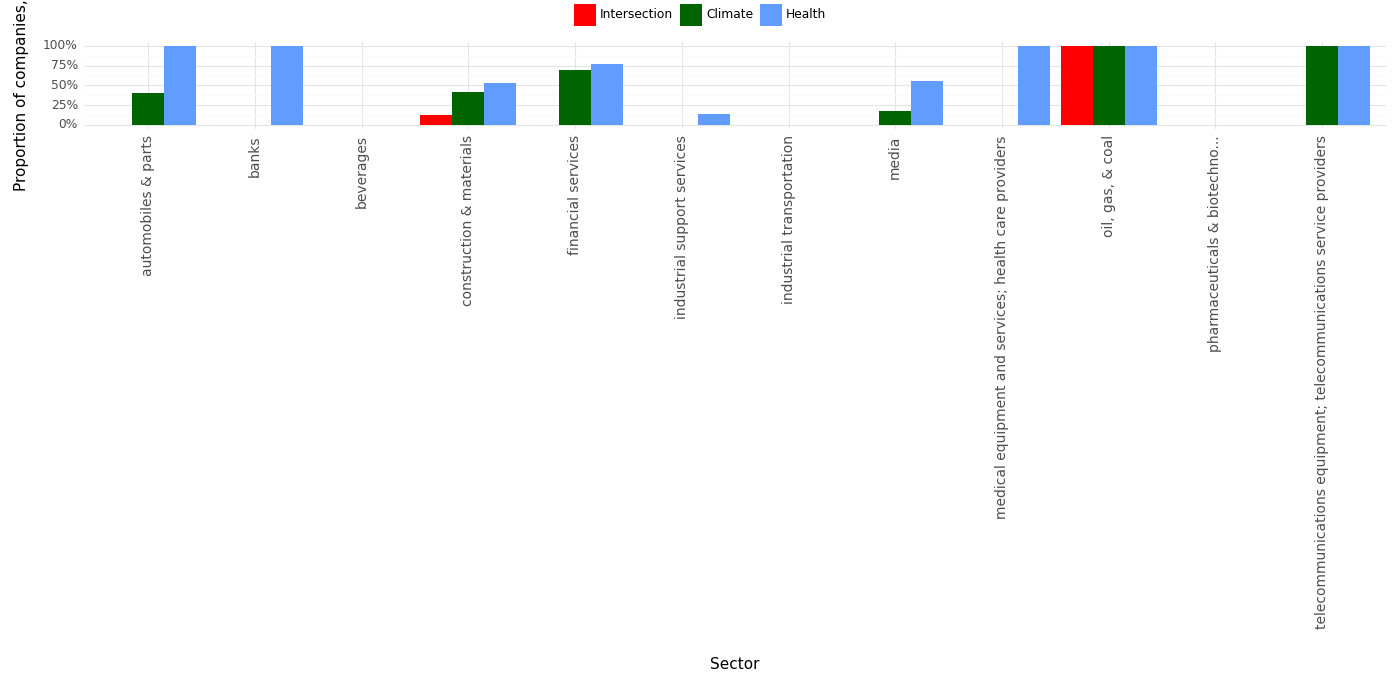 Intersection Climate Health
Proportion of companies,
100%
75%
50%
25%
0%
automobiles & parts
banks
beverages
construction & materials
financial services
industrial support services
industrial transportation
media
medical equipment and services; health care providers
oil, gas, & coal
pharmaceuticals & biotechno...
telecommunications equipment; telecommunications service providers
Sector